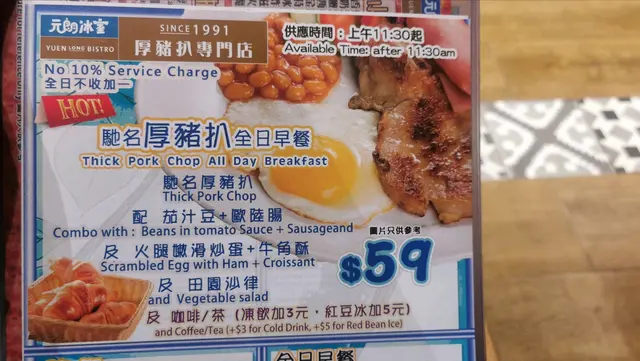 元朗冰室
YUEN LONG BISTRO
SINCE 1991
厚豬扒專門店
供應時間：上午11:30起
Available Time: after 11:30am
No 10% Service Charge
全日不收加一
HOT!
馳名厚豬扒全日早餐
Thick Pork Chop All Day Breakfast
馳名厚豬扒
Thick Pork Chop
配 茄汁豆+歐陸腸
Combo with : Beans in tomato Sauce + Sausageand
及 火腿嫩滑炒蛋+牛角酥
Scrambled Egg with Ham + Croissant
及 田園沙律
and Vegetable salad
及 咖啡/茶 (凍飲加3元，紅豆冰加5元)
and Coffee/Tea (+$3 for Cold Drink, +$5 for Red Bean Ice)
圖片只供參考
$59
全日早餐